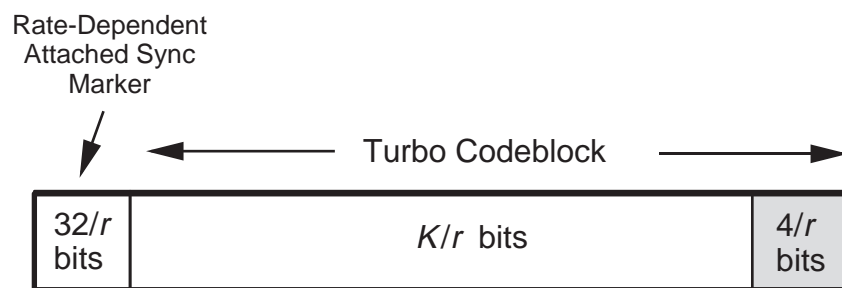 Rate-Dependent
Attached Sync
Marker
Turbo Codeblock
32/r
bits
K/r bits
4/r
bits